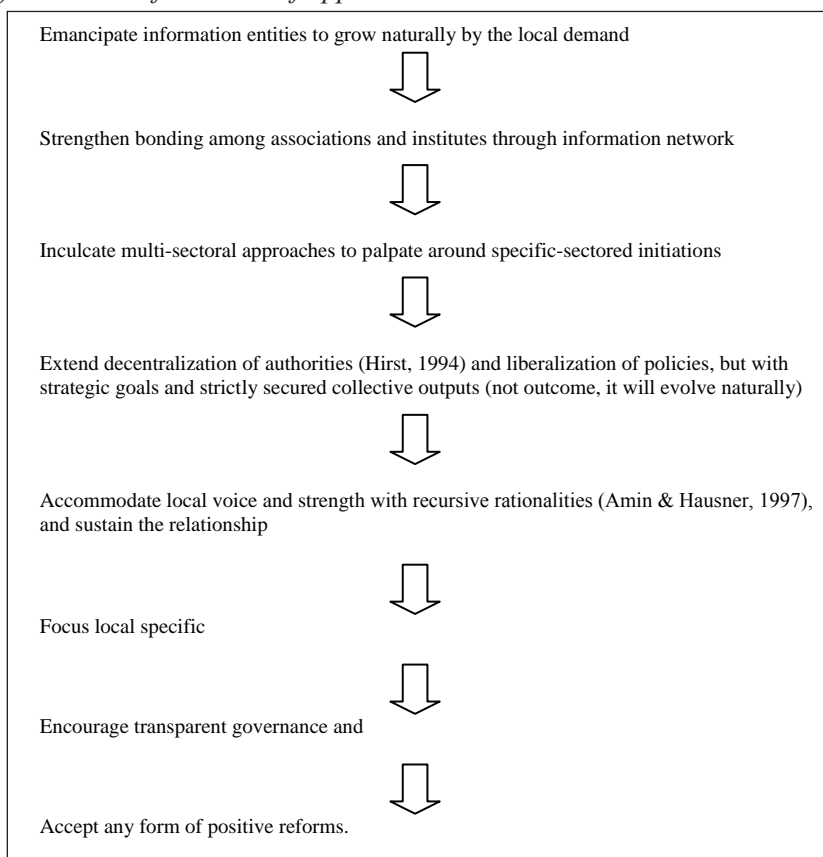 Emancipate information entities to grow naturally by the local demand
Strengthen bonding among associations and institutes through information network
Inculcate multi-sectoral approaches to palpate around specific-sectored initiations
Extend decentralization of authorities (Hirst, 1994) and liberalization of policies, but with
strategic goals and strictly secured collective outputs (not outcome, it will evolve naturally)
Accommodate local voice and strength with recursive rationalities (Amin & Hausner, 1997),
and sustain the relationship
Focus local specific
Encourage transparent governance and
Accept any form of positive reforms.